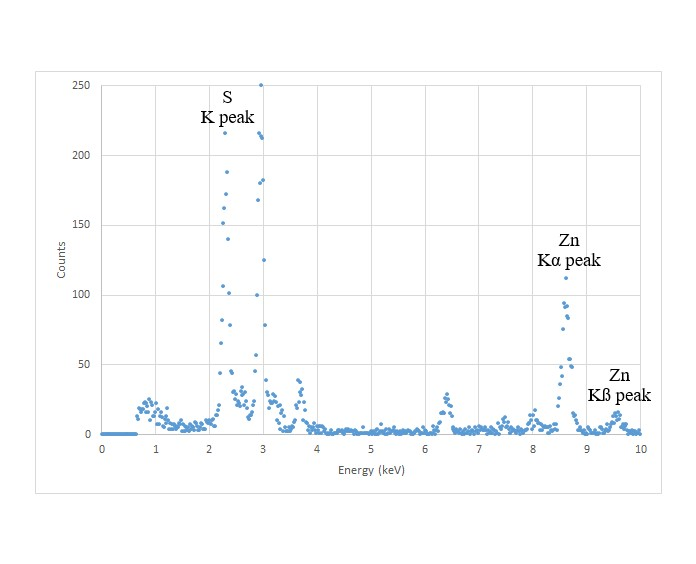 250
S
K peak
200
Zn
150
Kα peak
Counts
100
Zn
50
Kß peak
0
0 1 2 3 4 5 6 7 8 9 10
Energy (keV)